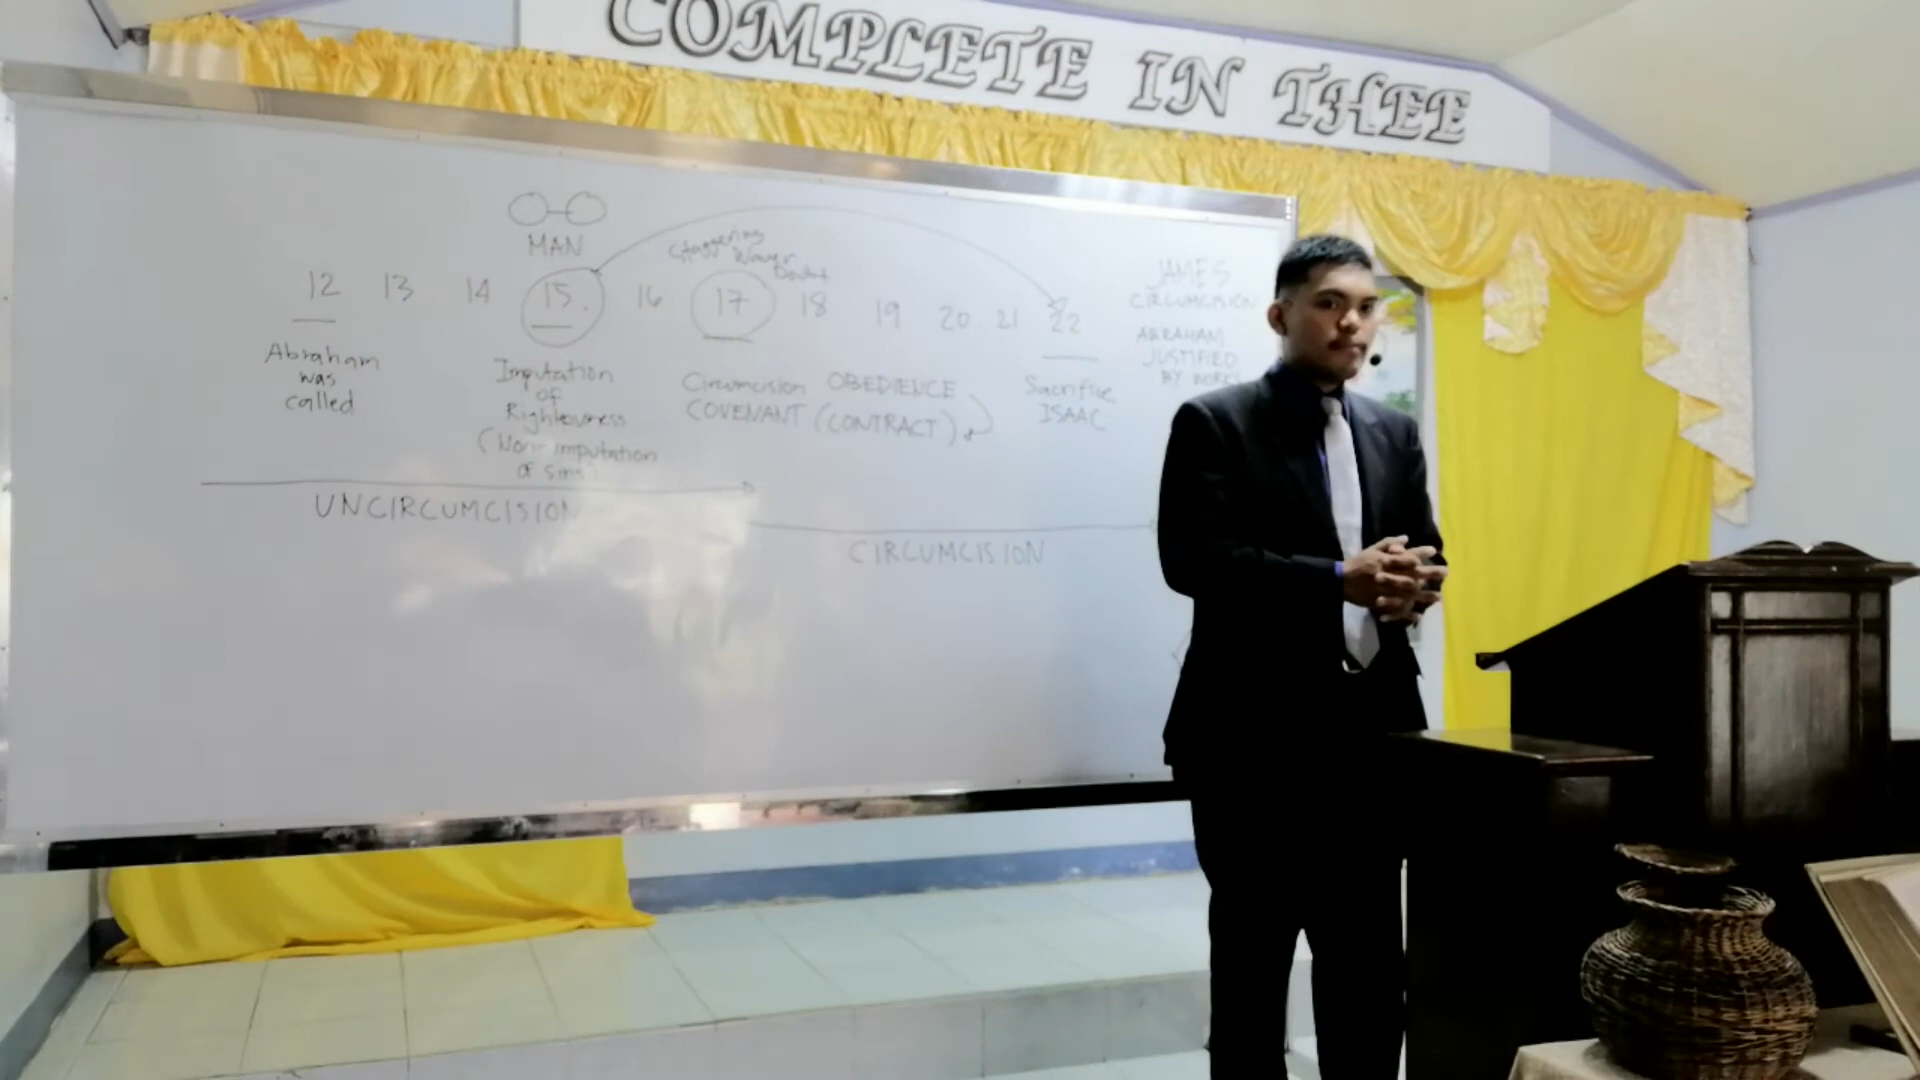 COMPLETE IN THEE
MAN
Staggering
Waver
Doubt
12 13 14 15 16 17 18 19 20 21 22
Abraham
was
called
Imputation
of
Righteousness
(Non-imputation
of sins)
Circumcision OBEDIENCE
COVENANT (CONTRACT)
Sacrifice
ISAAC
JAMES
CIRCUMCISION
ABRAHAM
JUSTIFIED
BY WORKS
UNCIRCUMCISION
CIRCUMCISION